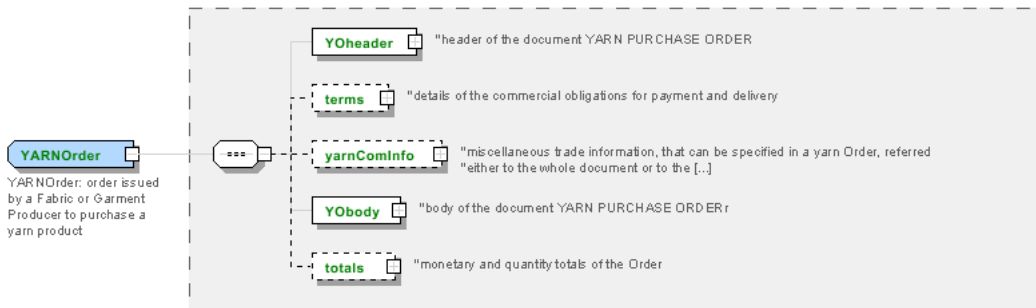 YOheader
"header of the document YARN PURCHASE ORDER
terms
"details of the commercial obligations for payment and delivery
YARNOrder
YARNOrder: order issued
by a Fabric or Garment
Producer to purchase a
yarn product
yarnComInfo
"miscellaneous trade information, that can be specified in a yarn Order, referred
"either to the whole document or to the [...]
YObody
"body of the document YARN PURCHASE ORDERr
totals
"monetary and quantity totals of the Order